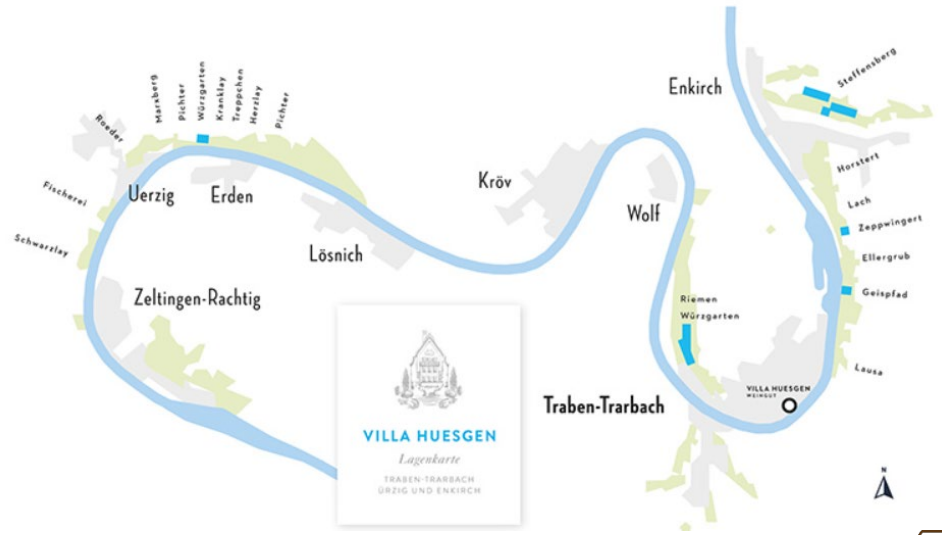 Enkirch
Steffensberg
Marsberg
Pichter
Würzgarten
Kranklay
Treppchen
Herzlay
Pichter
Roeder
Horstert
Kröv
Fischerei
Uerzig
Erden
Lach
Wolf
Zeppwingert
Schwarzlay
Lösnich
Ellergrub
Zeltingen-Rachtig
Geispfad
Riemen
Würzgarten
Lausa
VILLA HUESGEN
WEINGUT
Traben-Trarbach
VILLA HUESGEN
Lagenkarte
TRABEN-TRARBACH
ÜRZIG UND ENKIRCH
N